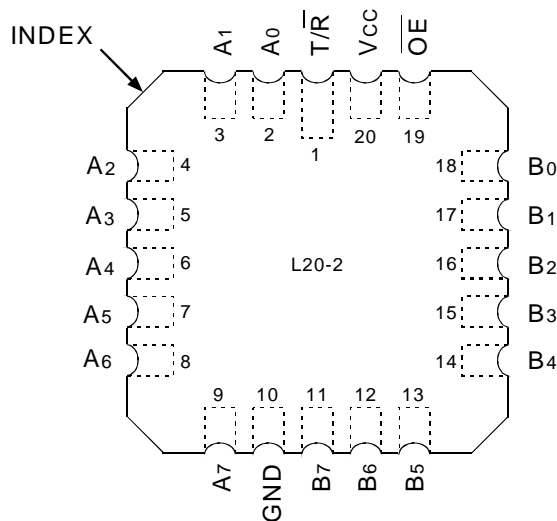 INDEX
A1 A0 T/R̅ VCC O̅E̅
3 2 1 20 19
A2 4 18 B0
A3 5 17 B1
A4 6 L20-2 16 B2
A5 7 15 B3
A6 8 14 B4
9 10 11 12 13
A7 GND B7 B6 B5